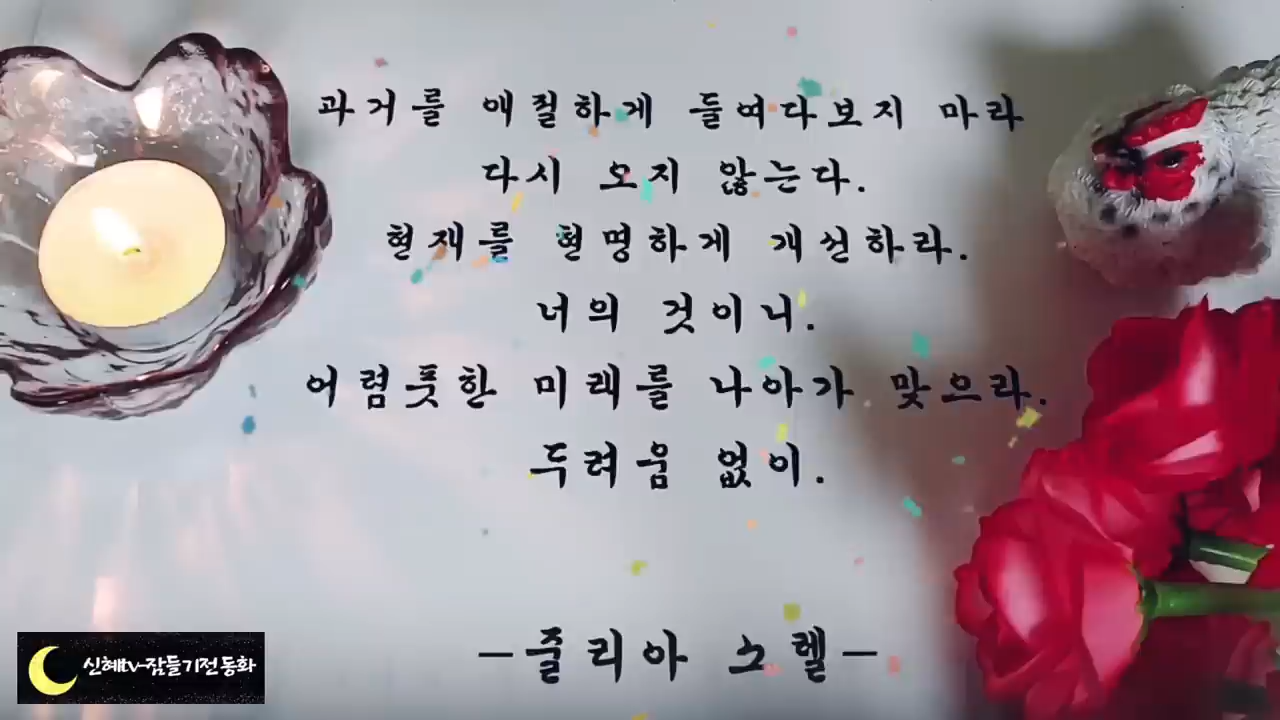 과거를 애절하게 들여다보지 마라
다시 오지 않는다.
현재를 현명하게 개선하라.
너의 것이니.
어렴풋한 미래를 나아가 맞으라.
두려움 없이.
-줄리아 소렐-
신혜tv-잠들기전동화